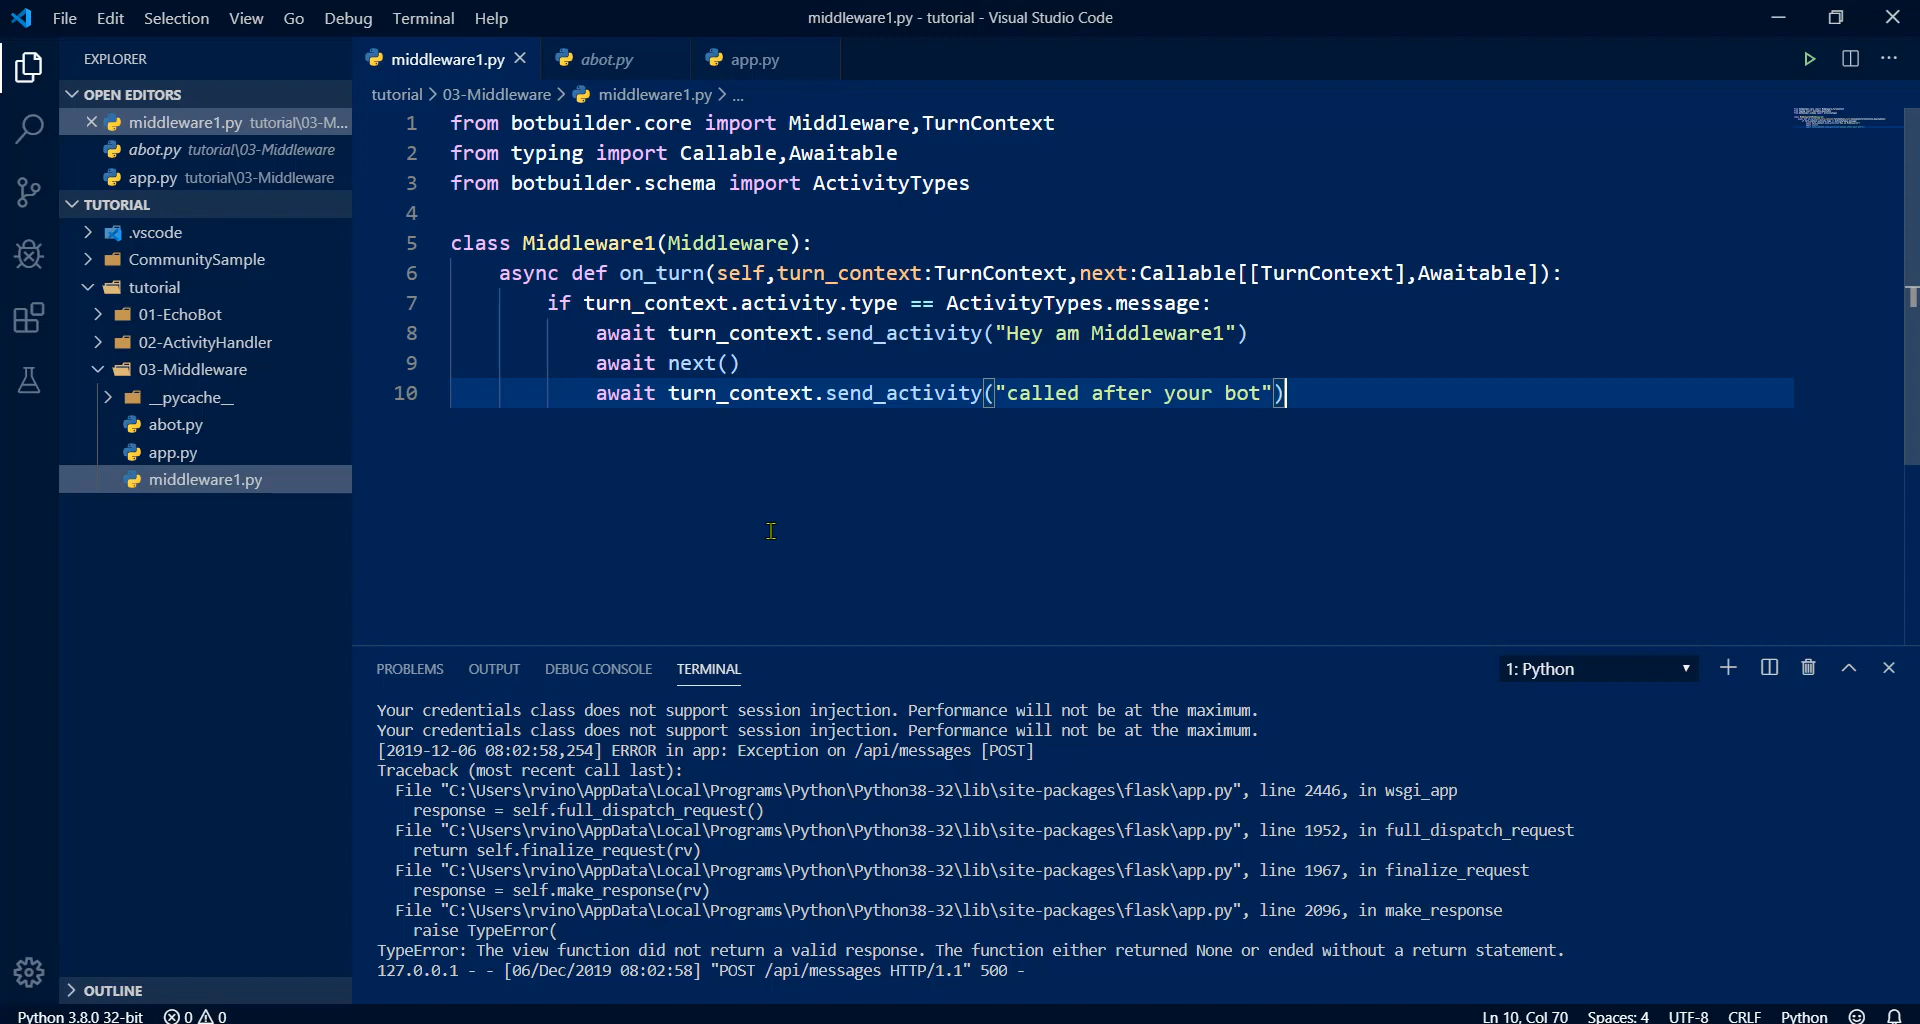 File Edit Selection View Go Debug Terminal Help
middleware1.py - tutorial - Visual Studio Code
EXPLORER
OPEN EDITORS
middleware1.py tutorial\03-M...
abot.py tutorial\03-Middleware
app.py tutorial\03-Middleware
TUTORIAL
.vscode
CommunitySample
tutorial
01-EchoBot
02-ActivityHandler
03-Middleware
__pycache__
abot.py
app.py
middleware1.py
OUTLINE
middleware1.py abot.py app.py
tutorial > 03-Middleware > middleware1.py > ...
1 from botbuilder.core import Middleware,TurnContext
2 from typing import Callable,Awaitable
3 from botbuilder.schema import ActivityTypes
4
5 class Middleware1(Middleware):
6 async def on_turn(self,turn_context:TurnContext,next:Callable[[TurnContext],Awaitable]):
7 if turn_context.activity.type == ActivityTypes.message:
8 await turn_context.send_activity("Hey am Middleware1")
9 await next()
10 await turn_context.send_activity("called after your bot")
PROBLEMS OUTPUT DEBUG CONSOLE TERMINAL
1: Python
Your credentials class does not support session injection. Performance will not be at the maximum.
Your credentials class does not support session injection. Performance will not be at the maximum.
[2019-12-06 08:02:58,254] ERROR in app: Exception on /api/messages [POST]
Traceback (most recent call last):
File "C:\Users\rvino\AppData\Local\Programs\Python\Python38-32\lib\site-packages\flask\app.py", line 2446, in wsgi_app
response = self.full_dispatch_request()
File "C:\Users\rvino\AppData\Local\Programs\Python\Python38-32\lib\site-packages\flask\app.py", line 1952, in full_dispatch_request
return self.finalize_request(rv)
File "C:\Users\rvino\AppData\Local\Programs\Python\Python38-32\lib\site-packages\flask\app.py", line 1967, in finalize_request
response = self.make_response(rv)
File "C:\Users\rvino\AppData\Local\Programs\Python\Python38-32\lib\site-packages\flask\app.py", line 2096, in make_response
raise TypeError(
TypeError: The view function did not return a valid response. The function either returned None or ended without a return statement.
127.0.0.1 - - [06/Dec/2019 08:02:58] "POST /api/messages HTTP/1.1" 500 -
Python 3.8.0 32-bit 0 0 Ln 10, Col 70 Spaces: 4 UTF-8 CRLF Python